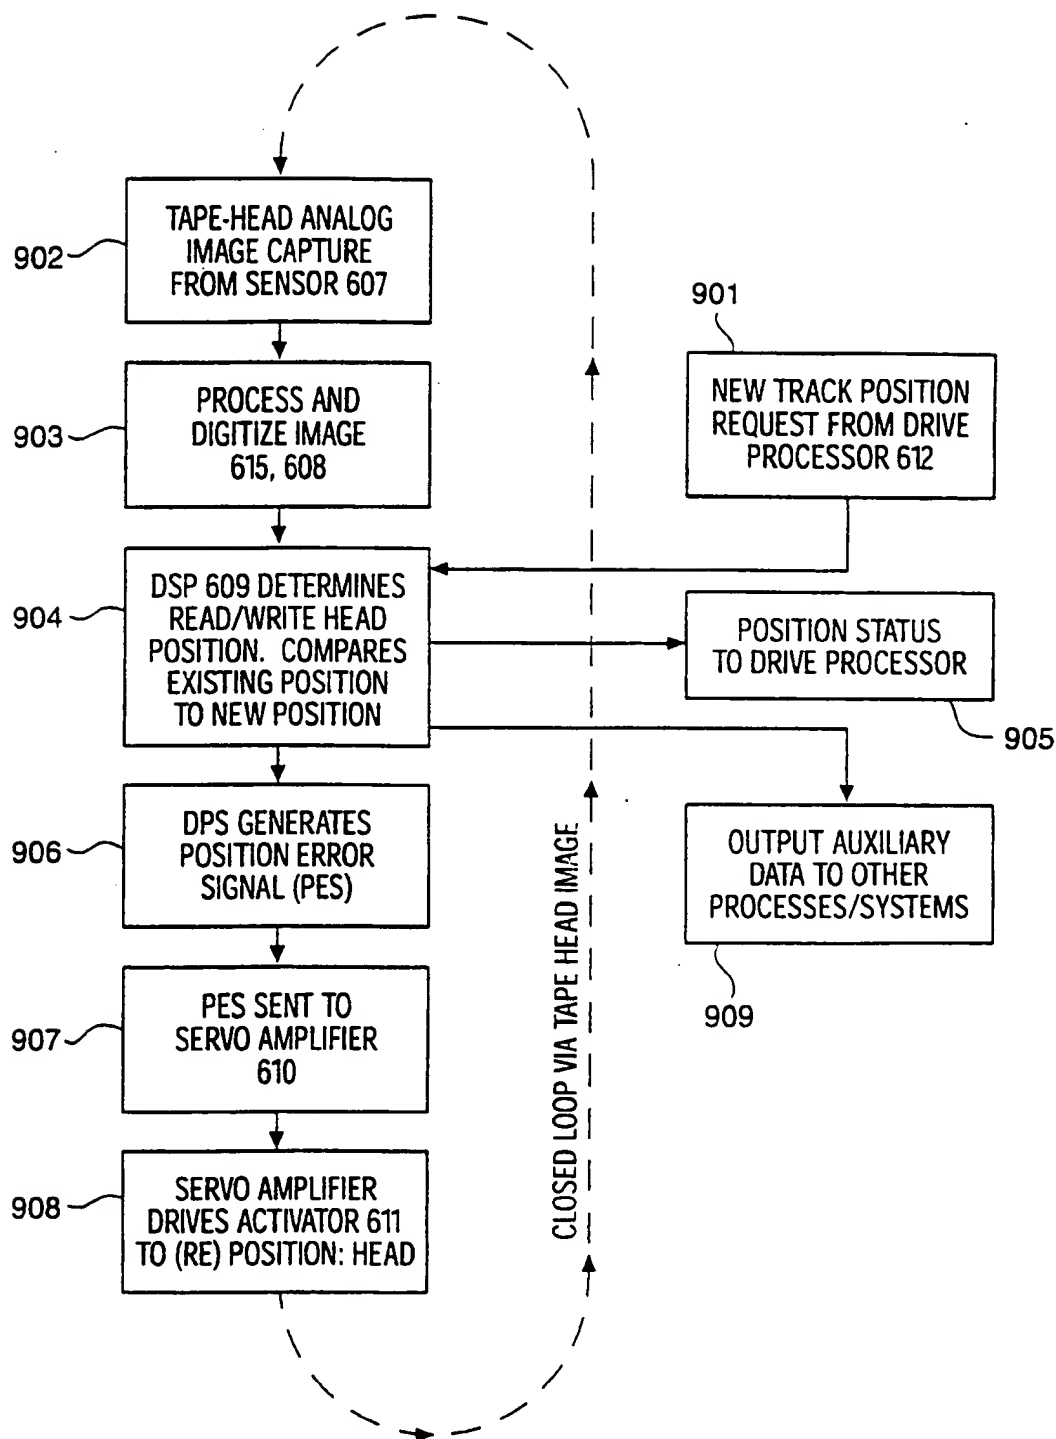 902
TAPE-HEAD ANALOG
IMAGE CAPTURE
FROM SENSOR 607
903
PROCESS AND
DIGITIZE IMAGE
615, 608
901
NEW TRACK POSITION
REQUEST FROM DRIVE
PROCESSOR 612
904
DSP 609 DETERMINES
READ/WRITE HEAD
POSITION. COMPARES
EXISTING POSITION
TO NEW POSITION
POSITION STATUS
TO DRIVE PROCESSOR
905
906
DPS GENERATES
POSITION ERROR
SIGNAL (PES)
OUTPUT AUXILIARY
DATA TO OTHER
PROCESSES/SYSTEMS
909
907
PES SENT TO
SERVO AMPLIFIER
610
908
SERVO AMPLIFIER
DRIVES ACTIVATOR 611
TO (RE) POSITION: HEAD
CLOSED LOOP VIA TAPE HEAD IMAGE